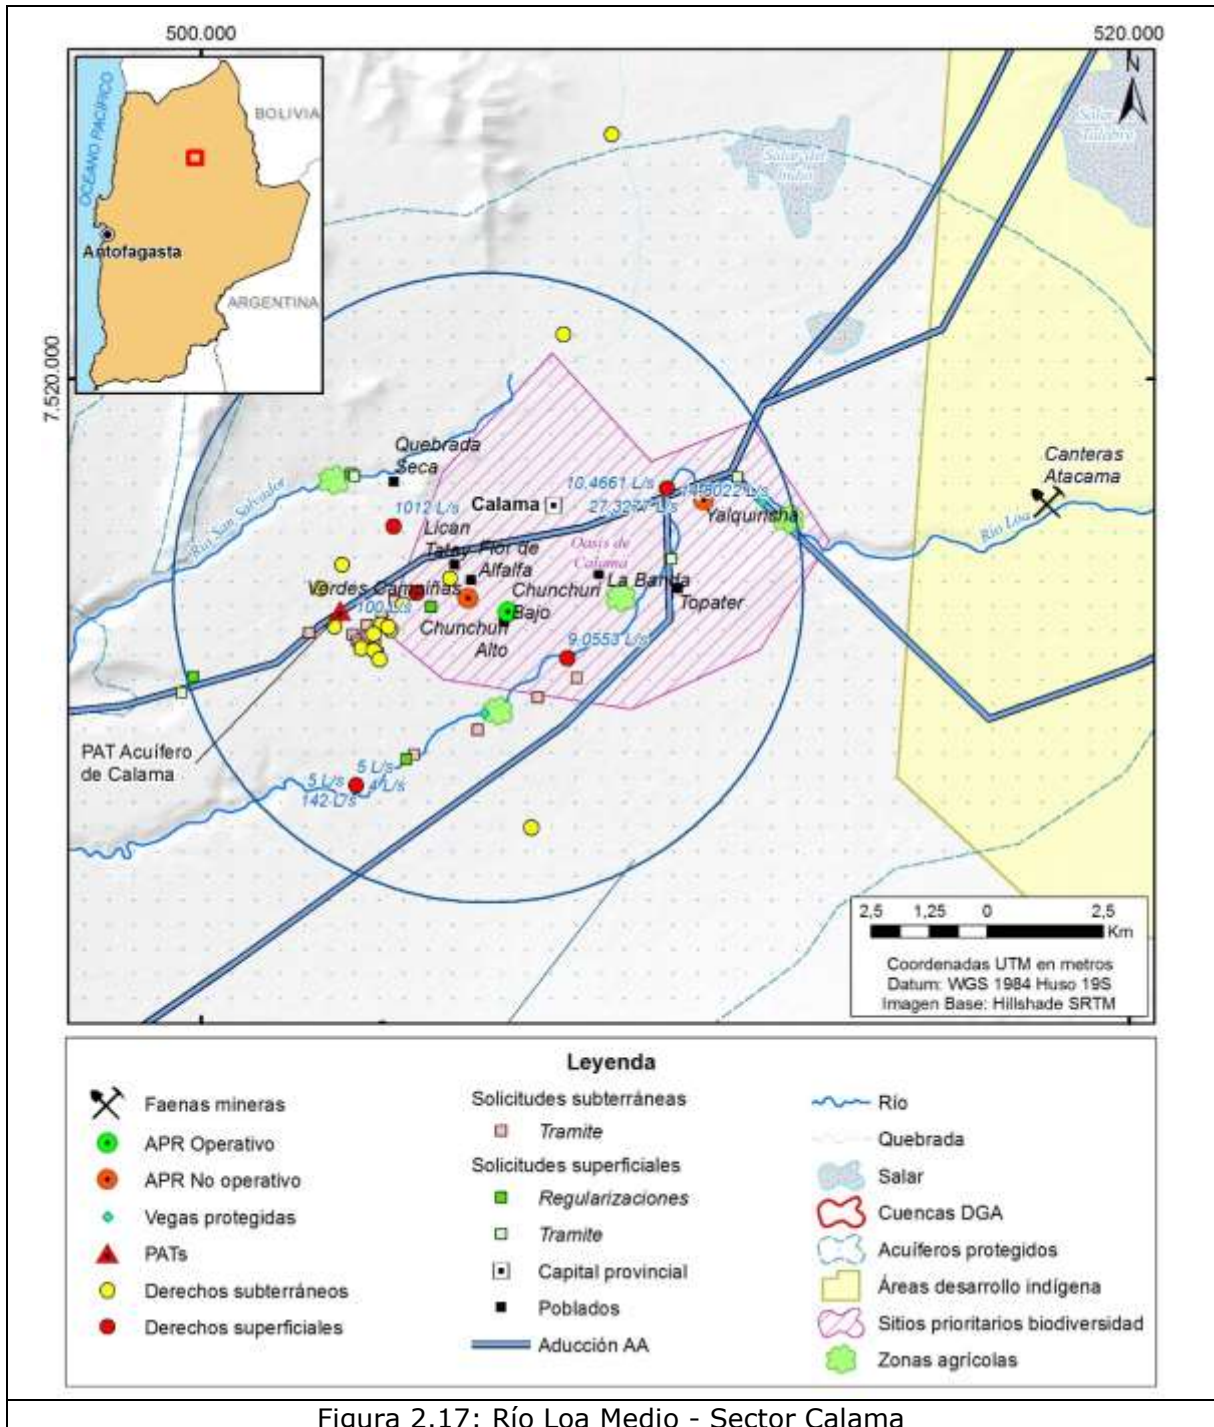 500.000
520.000
N
BOLIVIA
OCEANO PACÍFICO
Antofagasta
ARGENTINA
7.520.000
Salar del
Indio
Salar
Talabre
Quebrada
Seca
Río San Salvador
1012 L/s
Calama
10.4661 L/s
27.3277 L/s
Yalquincha
Canteras
Atacama
Río Loa
Lican
Tatay
Flor de
Alfalfa
Oasis de
Calama
Verdes Campiñas
Chunchuri
Bajo
La Banda
Topater
100 L/s
Chunchuri
Alto
9.0553 L/s
PAT Acuífero
de Calama
5 L/s
5 L/s
4 L/s
142 L/s
2,5 1,25 0 2,5
Km
Coordenadas UTM en metros
Datum: WGS 1984 Huso 19S
Imagen Base: Hillshade SRTM
Leyenda
Faenas mineras
APR Operativo
APR No operativo
Vegas protegidas
PATs
Derechos subterráneos
Derechos superficiales
Solicitudes subterráneas
Tramite
Solicitudes superficiales
Regularizaciones
Tramite
Capital provincial
Poblados
Aducción AA
Río
Quebrada
Salar
Cuencas DGA
Acuíferos protegidos
Áreas desarrollo indígena
Sitios prioritarios biodiversidad
Zonas agrícolas
Figura 2.17: Río Loa Medio - Sector Calama